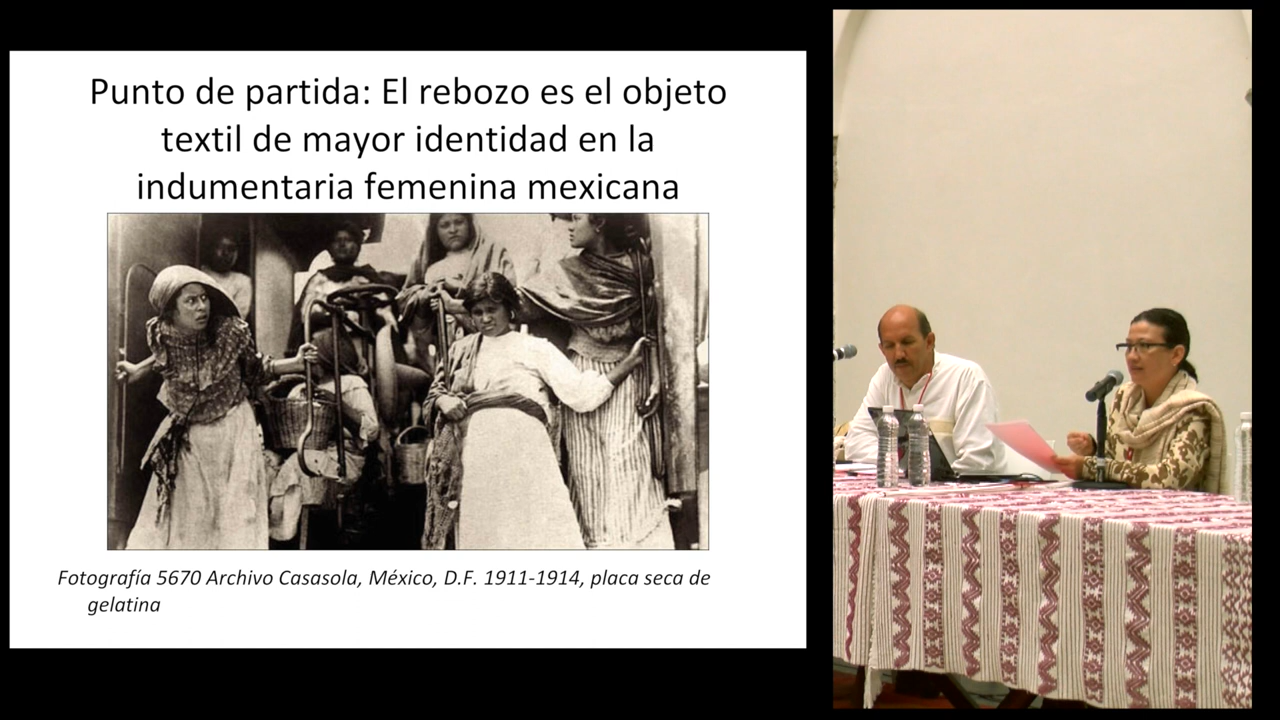 Punto de partida: El rebozo es el objeto
textil de mayor identidad en la
indumentaria femenina mexicana
Fotografía 5670 Archivo Casasola, México, D.F. 1911-1914, placa seca de
gelatina